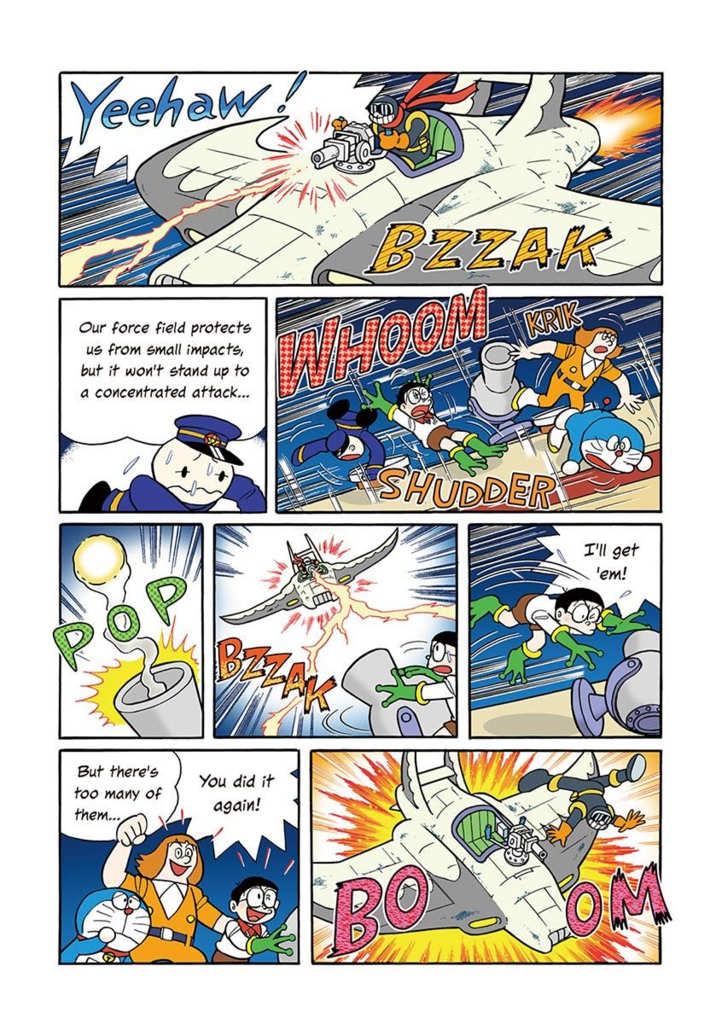 Yeehaw!
BZZAK
Our force field protects
us from small impacts,
but it won't stand up to
a concentrated attack...
WHOOM
KRIK
SHUDDER
POP
BZZAK
I'll get
'em!
But there's
too many of
them...
You did it
again!
BOOM